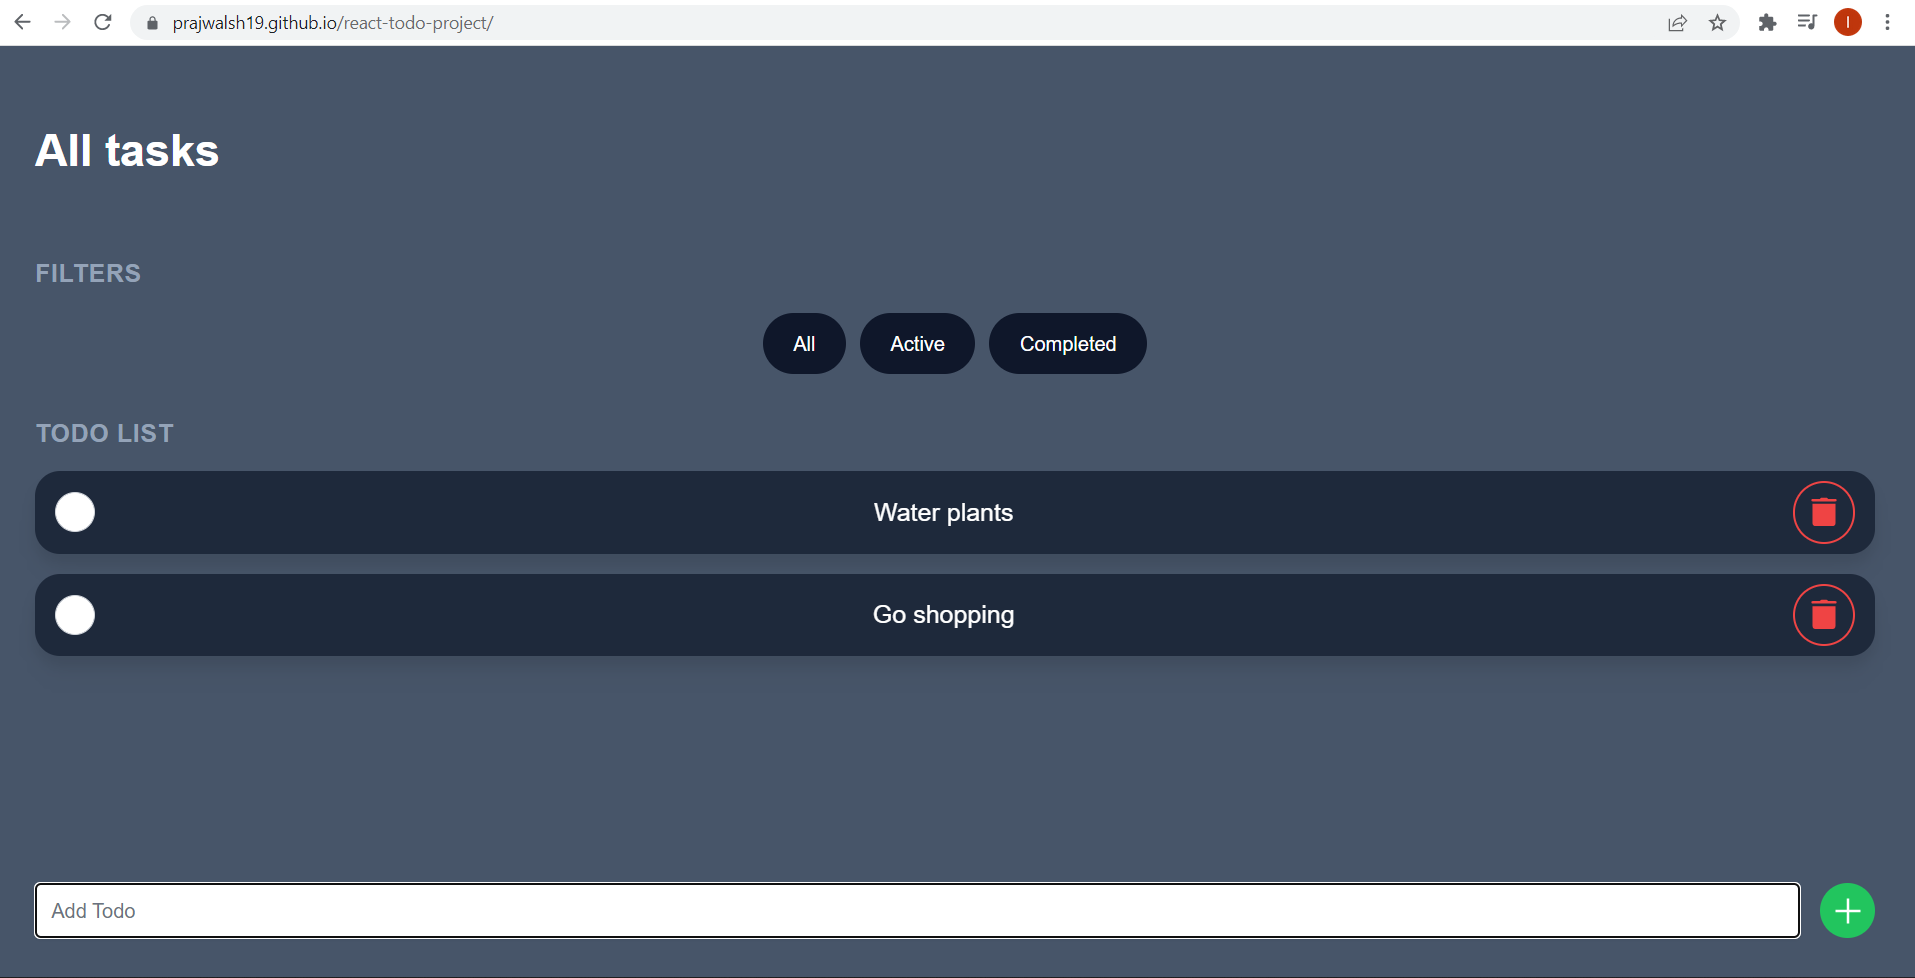 prajwalsh19.github.io/react-todo-project/
I
All tasks
FILTERS
All Active Completed
TODO LIST
Water plants
Go shopping
Add Todo